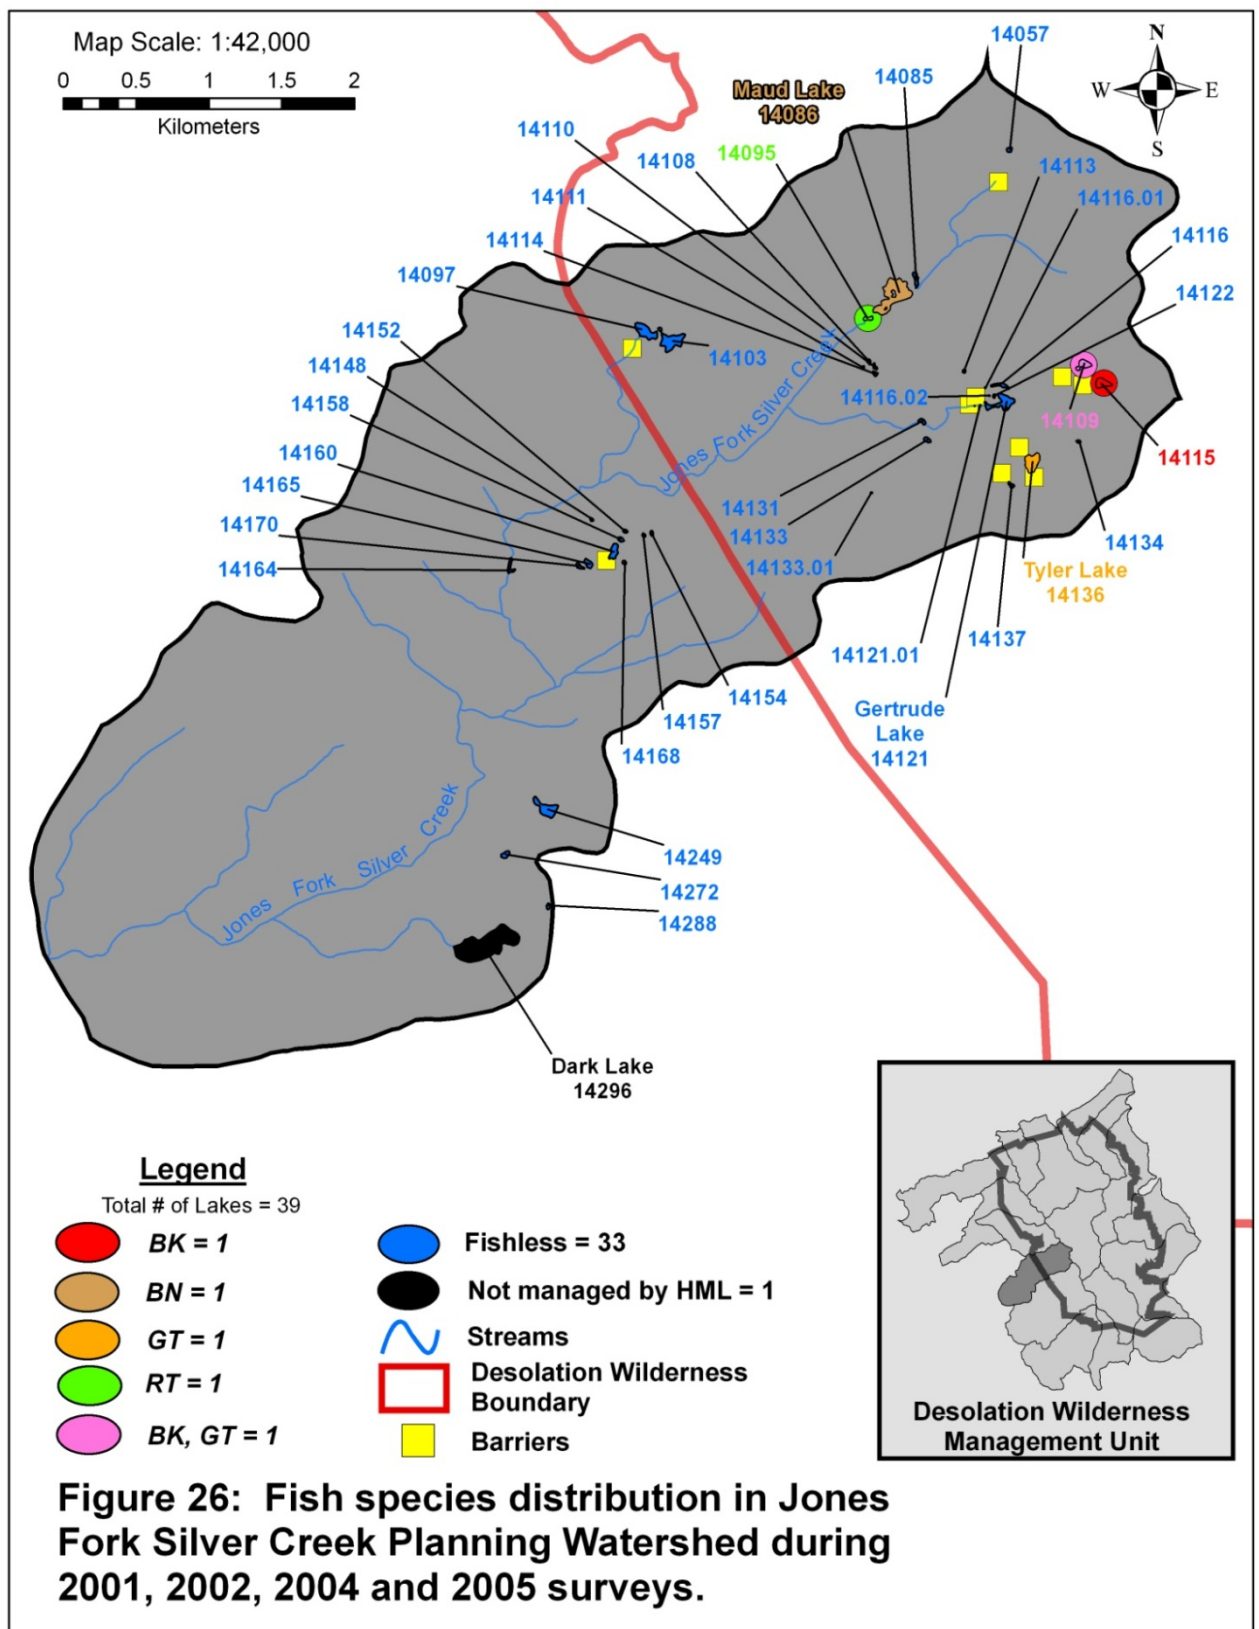 Map Scale: 1:42,000
0 0.5 1 1.5 2
Kilometers
N
W E
S
14057
14085
Maud Lake
14086
14110
14108
14095
14111
14113
14116.01
14114
14116
14097
14122
14152
14103
14148
14116.02
14158
14109
14160
14115
14165
14131
14170
14133
14134
14164
14133.01
Tyler Lake
14136
14137
14121.01
14154
14157
Gertrude
Lake
14121
14168
Jones Fork Silver Creek
14249
14272
14288
Jones Fork Silver Creek
Dark Lake
14296
Legend
Total # of Lakes = 39
BK = 1
BN = 1
GT = 1
RT = 1
BK, GT = 1
Fishless = 33
Not managed by HML = 1
Streams
Desolation Wilderness
Boundary
Barriers
Desolation Wilderness
Management Unit
Figure 26: Fish species distribution in Jones
Fork Silver Creek Planning Watershed during
2001, 2002, 2004 and 2005 surveys.